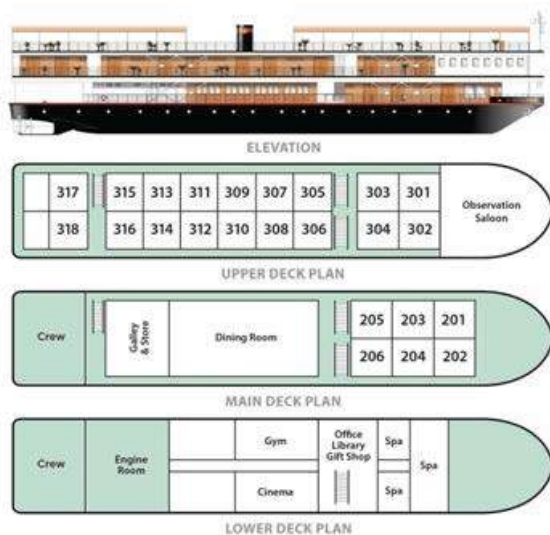 ELEVATION
317 315 313 311 309 307 305 303 301
Observation
Saloon
318 316 314 312 310 308 306 304 302
UPPER DECK PLAN
Crew
Galley
& Store
Dining Room
205 203 201
206 204 202
MAIN DECK PLAN
Crew
Engine
Room
Gym
Cinema
Office
Library
Gift Shop
Spa
Spa
Spa
LOWER DECK PLAN